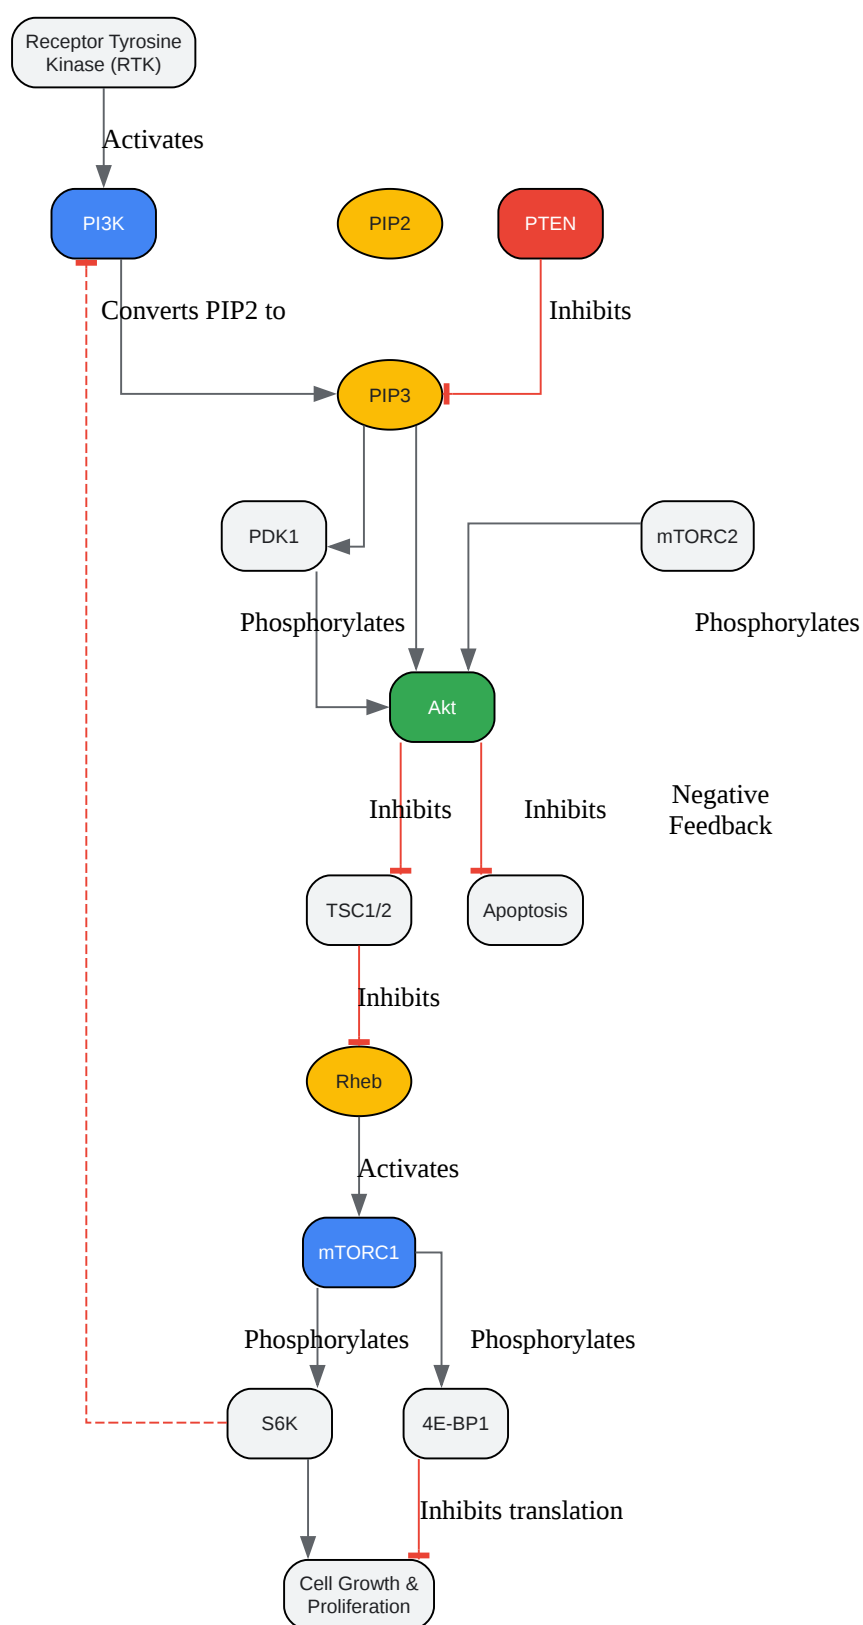 Receptor Tyrosine
Kinase (RTK)
Activates
PI3K
PIP2
PTEN
Converts PIP2 to
Inhibits
PIP3
PDK1
mTORC2
Phosphorylates
Phosphorylates
Akt
Inhibits
Inhibits
Negative
Feedback
TSC1/2
Apoptosis
Inhibits
Rheb
Activates
mTORC1
Phosphorylates
Phosphorylates
S6K
4E-BP1
Inhibits translation
Cell Growth &
Proliferation